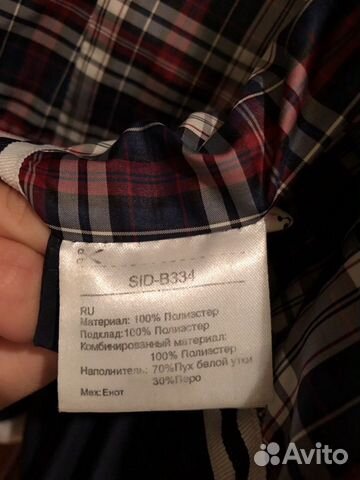 SID-B334
RU
Материал: 100% Полиэстер
Подклад: 100% Полиэстер
Комбинированный материал:
100% Полиэстер
Наполнитель: 70%Пух белой утки
30%Перо
Мех: Енот
Avito